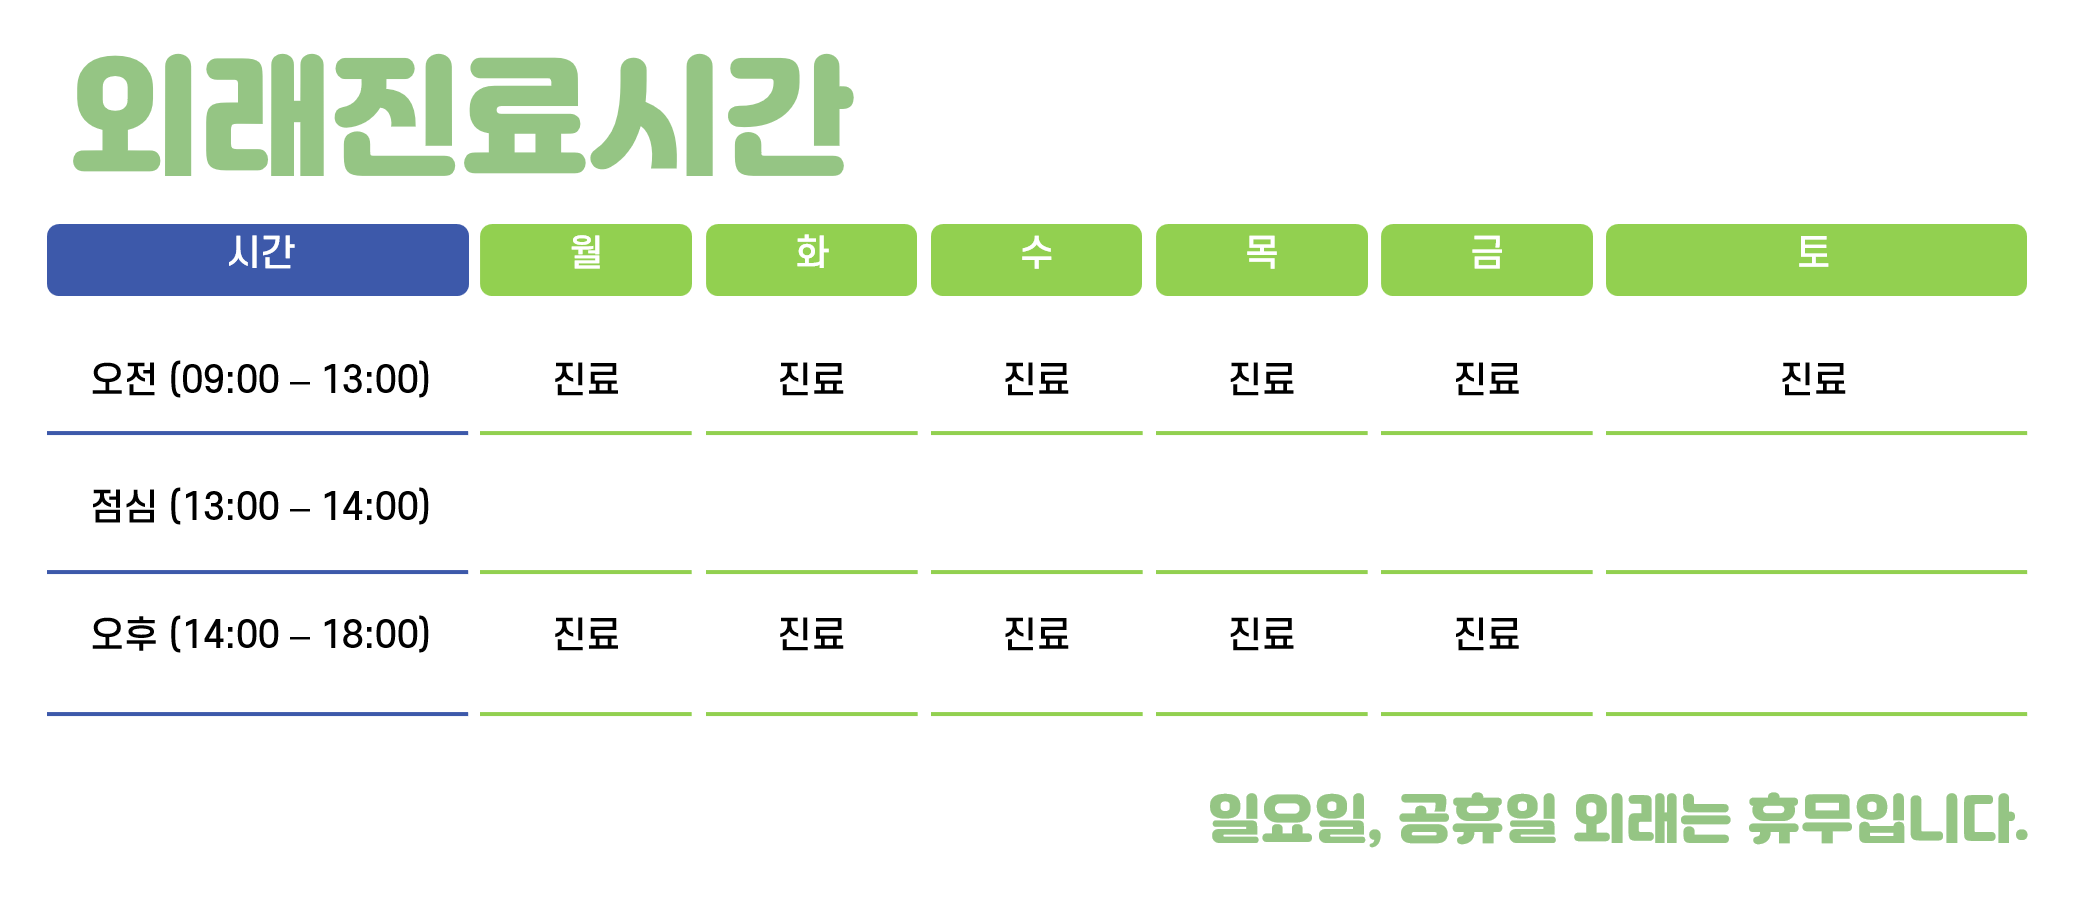 외래진료시간
시간 월 화 수 목 금 토
오전 (09:00 – 13:00) 진료 진료 진료 진료 진료 진료
점심 (13:00 – 14:00)
오후 (14:00 – 18:00) 진료 진료 진료 진료 진료
일요일, 공휴일 외래는 휴무입니다.